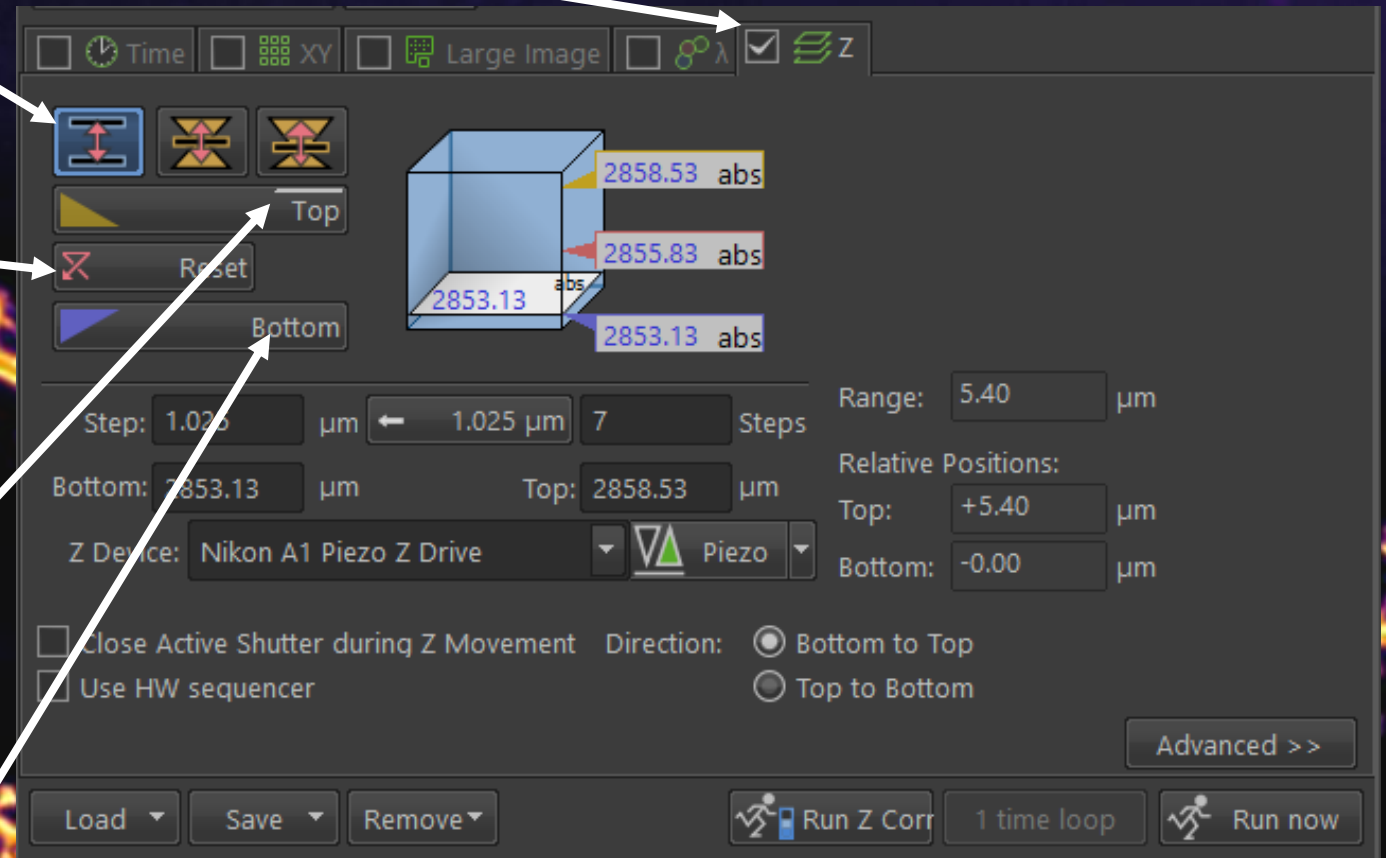 Time XY Large Image λ Z
2858.53 abs
Top
2855.83 abs
Reset
abs
2853.13
Bottom
2853.13 abs
Step: 1.025 µm 1.025 µm 7 Steps
Range: 5.40 µm
Relative Positions:
Bottom: 2853.13 µm Top: 2858.53 µm
Top: +5.40 µm
Z Device: Nikon A1 Piezo Z Drive Piezo
Bottom: -0.00 µm
Close Active Shutter during Z Movement Direction: Bottom to Top
Use HW sequencer Top to Bottom
Advanced >>
Load Save Remove Run Z Corr 1 time loop Run now